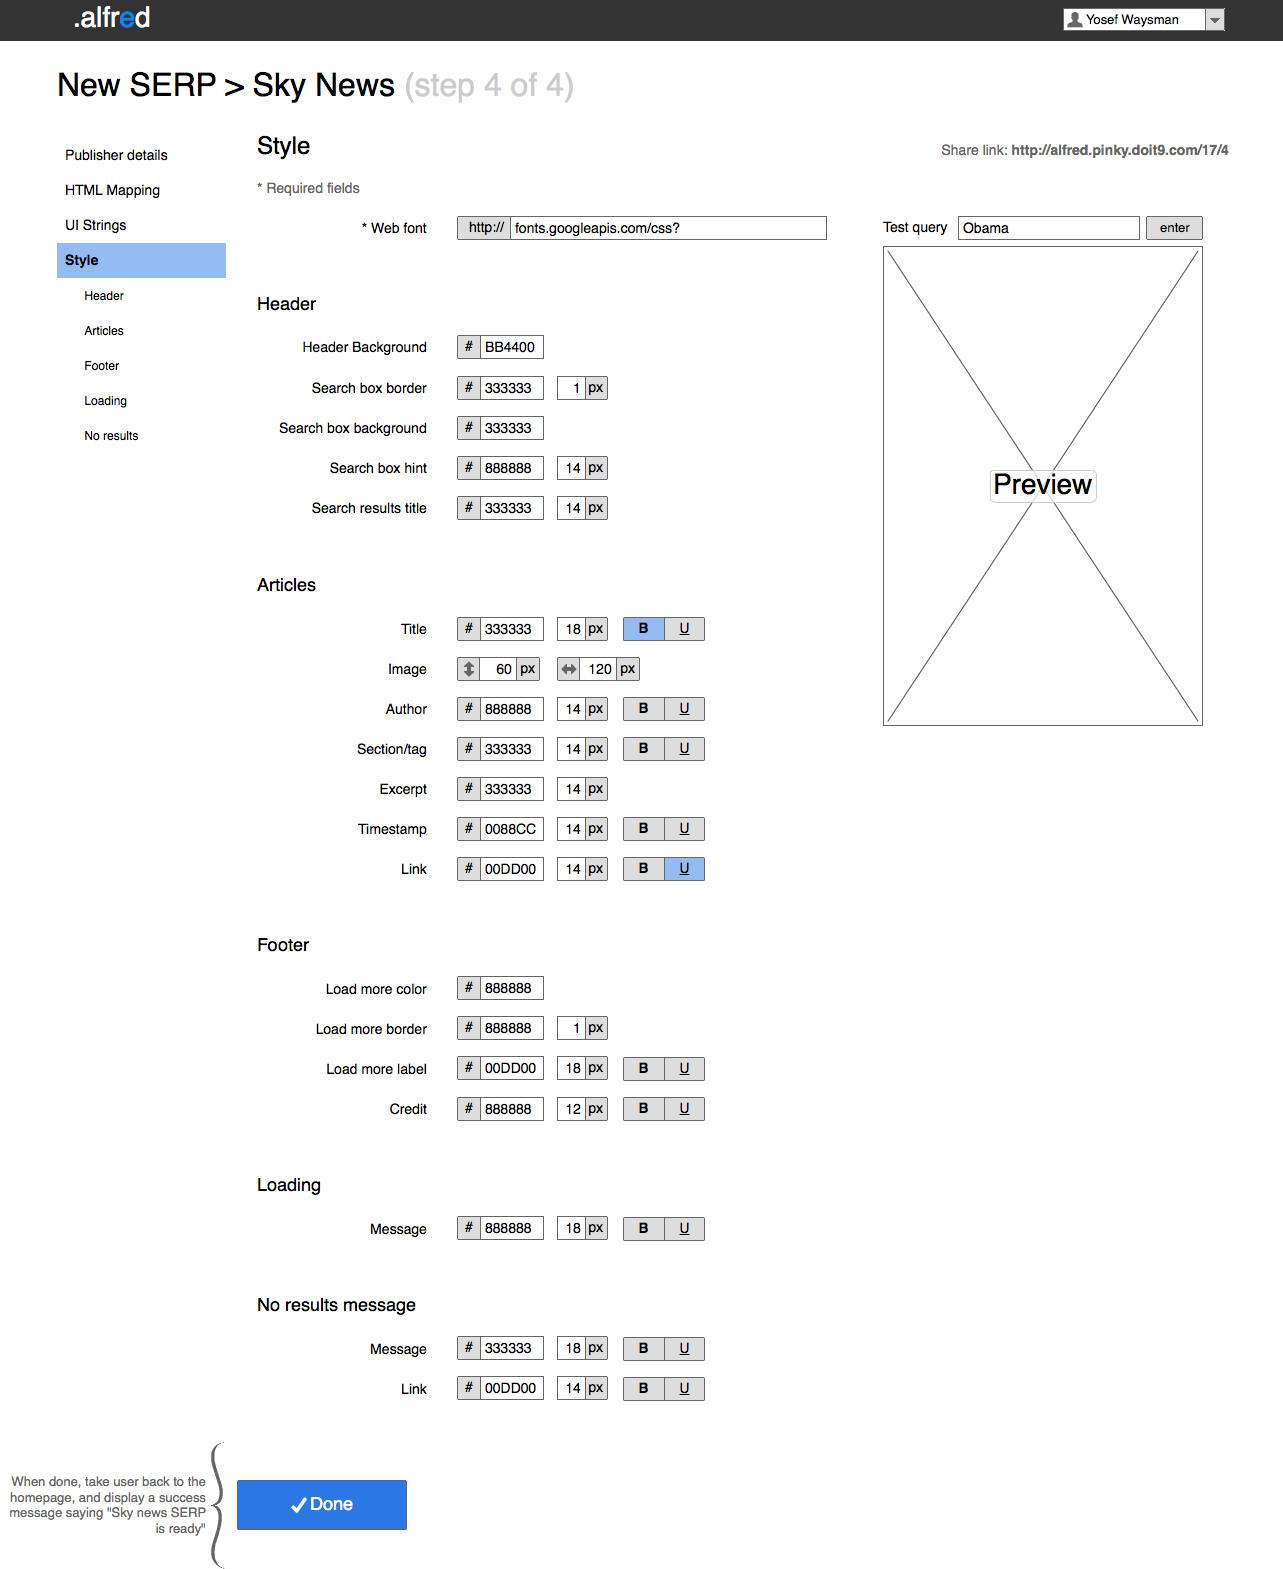 .alfred
Yosef Waysman
New SERP > Sky News (step 4 of 4)
Publisher details
HTML Mapping
UI Strings
Style
Header
Articles
Footer
Loading
No results
Style
Share link: http://alfred.pinky.doit9.com/17/4
* Required fields
* Web font http:// fonts.googleapis.com/css?
Test query Obama enter
Preview
Header
Header Background # BB4400
Search box border # 333333 1 px
Search box background # 333333
Search box hint # 888888 14 px
Search results title # 333333 14 px
Articles
Title # 333333 18 px B U
Image 60 px 120 px
Author # 888888 14 px B U
Section/tag # 333333 14 px B U
Excerpt # 333333 14 px
Timestamp # 0088CC 14 px B U
Link # 00DD00 14 px B U
Footer
Load more color # 888888
Load more border # 888888 1 px
Load more label # 00DD00 18 px B U
Credit # 888888 12 px B U
Loading
Message # 888888 18 px B U
No results message
Message # 333333 18 px B U
Link # 00DD00 14 px B U
When done, take user back to the
homepage, and display a success
message saying "Sky news SERP
is ready"
Done